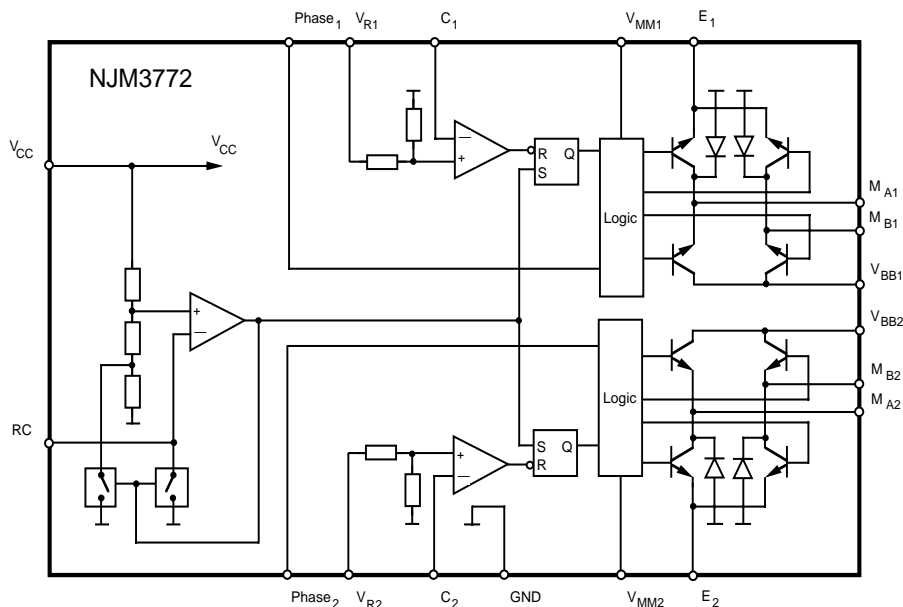 Phase1 VR1 C1 VMM1 E1
NJM3772
VCC
VCC
+
—
R
S
Q
Logic
MA1
MB1
VBB1
+
—
VBB2
MB2
MA2
Logic
RC
+
—
S
R
Q
Phase2 VR2 C2 GND VMM2 E2